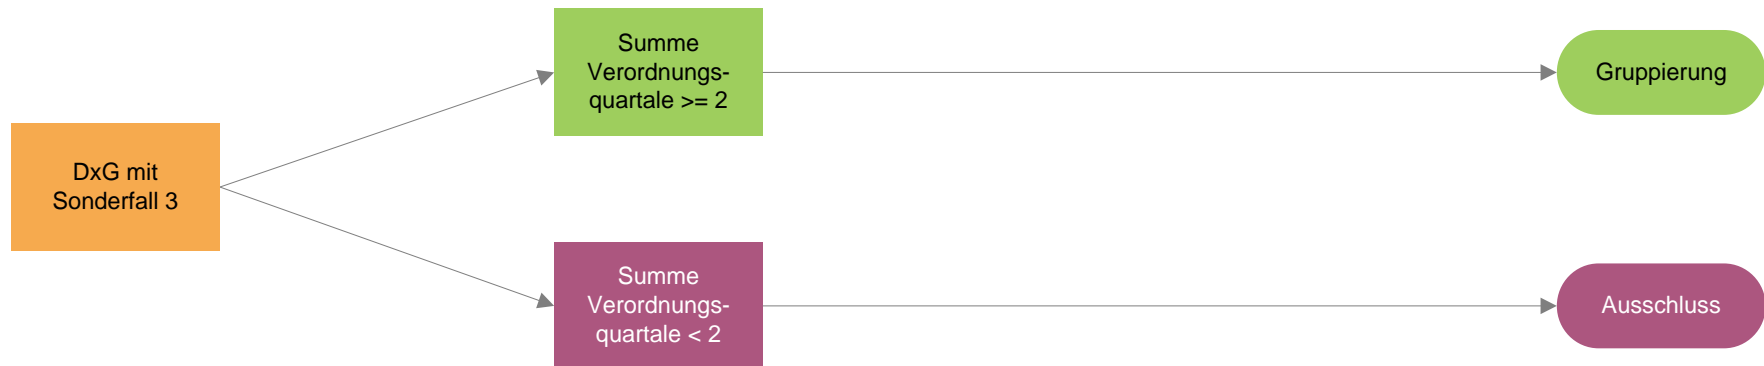 DxG mit
Sonderfall 3
Summe
Verordnungs-
quartale >= 2
Gruppierung
Summe
Verordnungs-
quartale < 2
Ausschluss